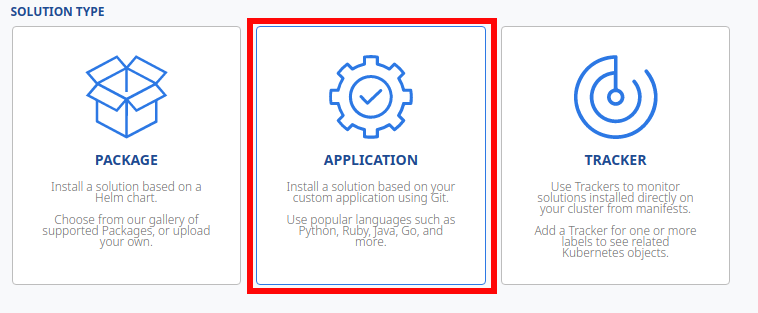 SOLUTION TYPE
PACKAGE
Install a solution based on a
Helm chart.
Choose from our gallery of
supported Packages, or upload
your own.
APPLICATION
Install a solution based on your
custom application using Git.
Use popular languages such as
Python, Ruby, Java, Go, and
more.
TRACKER
Use Trackers to monitor
solutions installed directly on
your cluster from manifests.
Add a Tracker for one or more
labels to see related
Kubernetes objects.